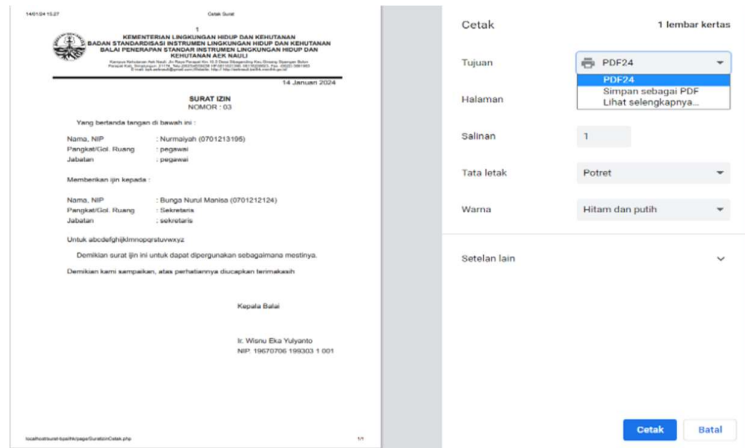 14/01/24 15.27
Cetak Surat
1
KEMENTERIAN LINGKUNGAN HIDUP DAN KEHUTANAN
BADAN STANDARDISASI INSTRUMEN LINGKUNGAN HIDUP DAN KEHUTANAN
BALAI PENERAPAN STANDAR INSTRUMEN LINGKUNGAN HIDUP DAN
KEHUTANAN AEK NAULI
14 Januari 2024
SURAT IZIN
NOMOR : 03
Yang bertanda tangan di bawah ini :
Nama, NIP : Nurmaiyah (0701213195)
Pangkat/Gol. Ruang : pegawai
Jabatan : pegawai
Memberikan ijin kepada :
Nama, NIP : Bunga Nurul Manisa (0701212124)
Pangkat/Gol. Ruang : Sekretaris
Jabatan : sekretaris
Untuk abcdefghijklmnopqrstuvwxyz
Demikian surat ijin ini untuk dapat dipergunakan sebagaimana mestinya.
Demikian kami sampaikan, atas perhatiannya diucapkan terimakasih
Kepala Balai
Ir. Wisnu Eka Yulyanto
NIP. 19670706 199303 1 001
1/1
Cetak
1 lembar kertas
Tujuan
PDF24
PDF24
Simpan sebagai PDF
Lihat selengkapnya...
Halaman
Salinan
1
Tata letak
Potret
Warna
Hitam dan putih
Setelan lain
Cetak
Batal